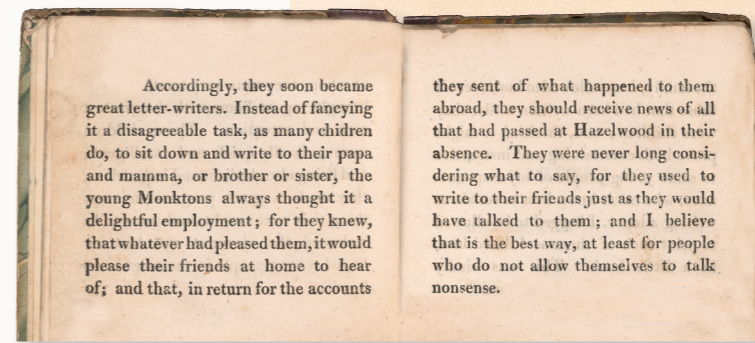 Accordingly, they soon became
great letter-writers. Instead of fancying
it a disagreeable task, as many chidren
do, to sit down and write to their papa
and mamma, or brother or sister, the
young Monktons always thought it a
delightful employment; for they knew,
that whatever had pleased them, it would
please their friends at home to hear
of; and that, in return for the accounts
they sent of what happened to them
abroad, they should receive news of all
that had passed at Hazelwood in their
absence. They were never long consi-
dering what to say, for they used to
write to their friends just as they would
have talked to them; and I believe
that is the best way, at least for people
who do not allow themselves to talk
nonsense.